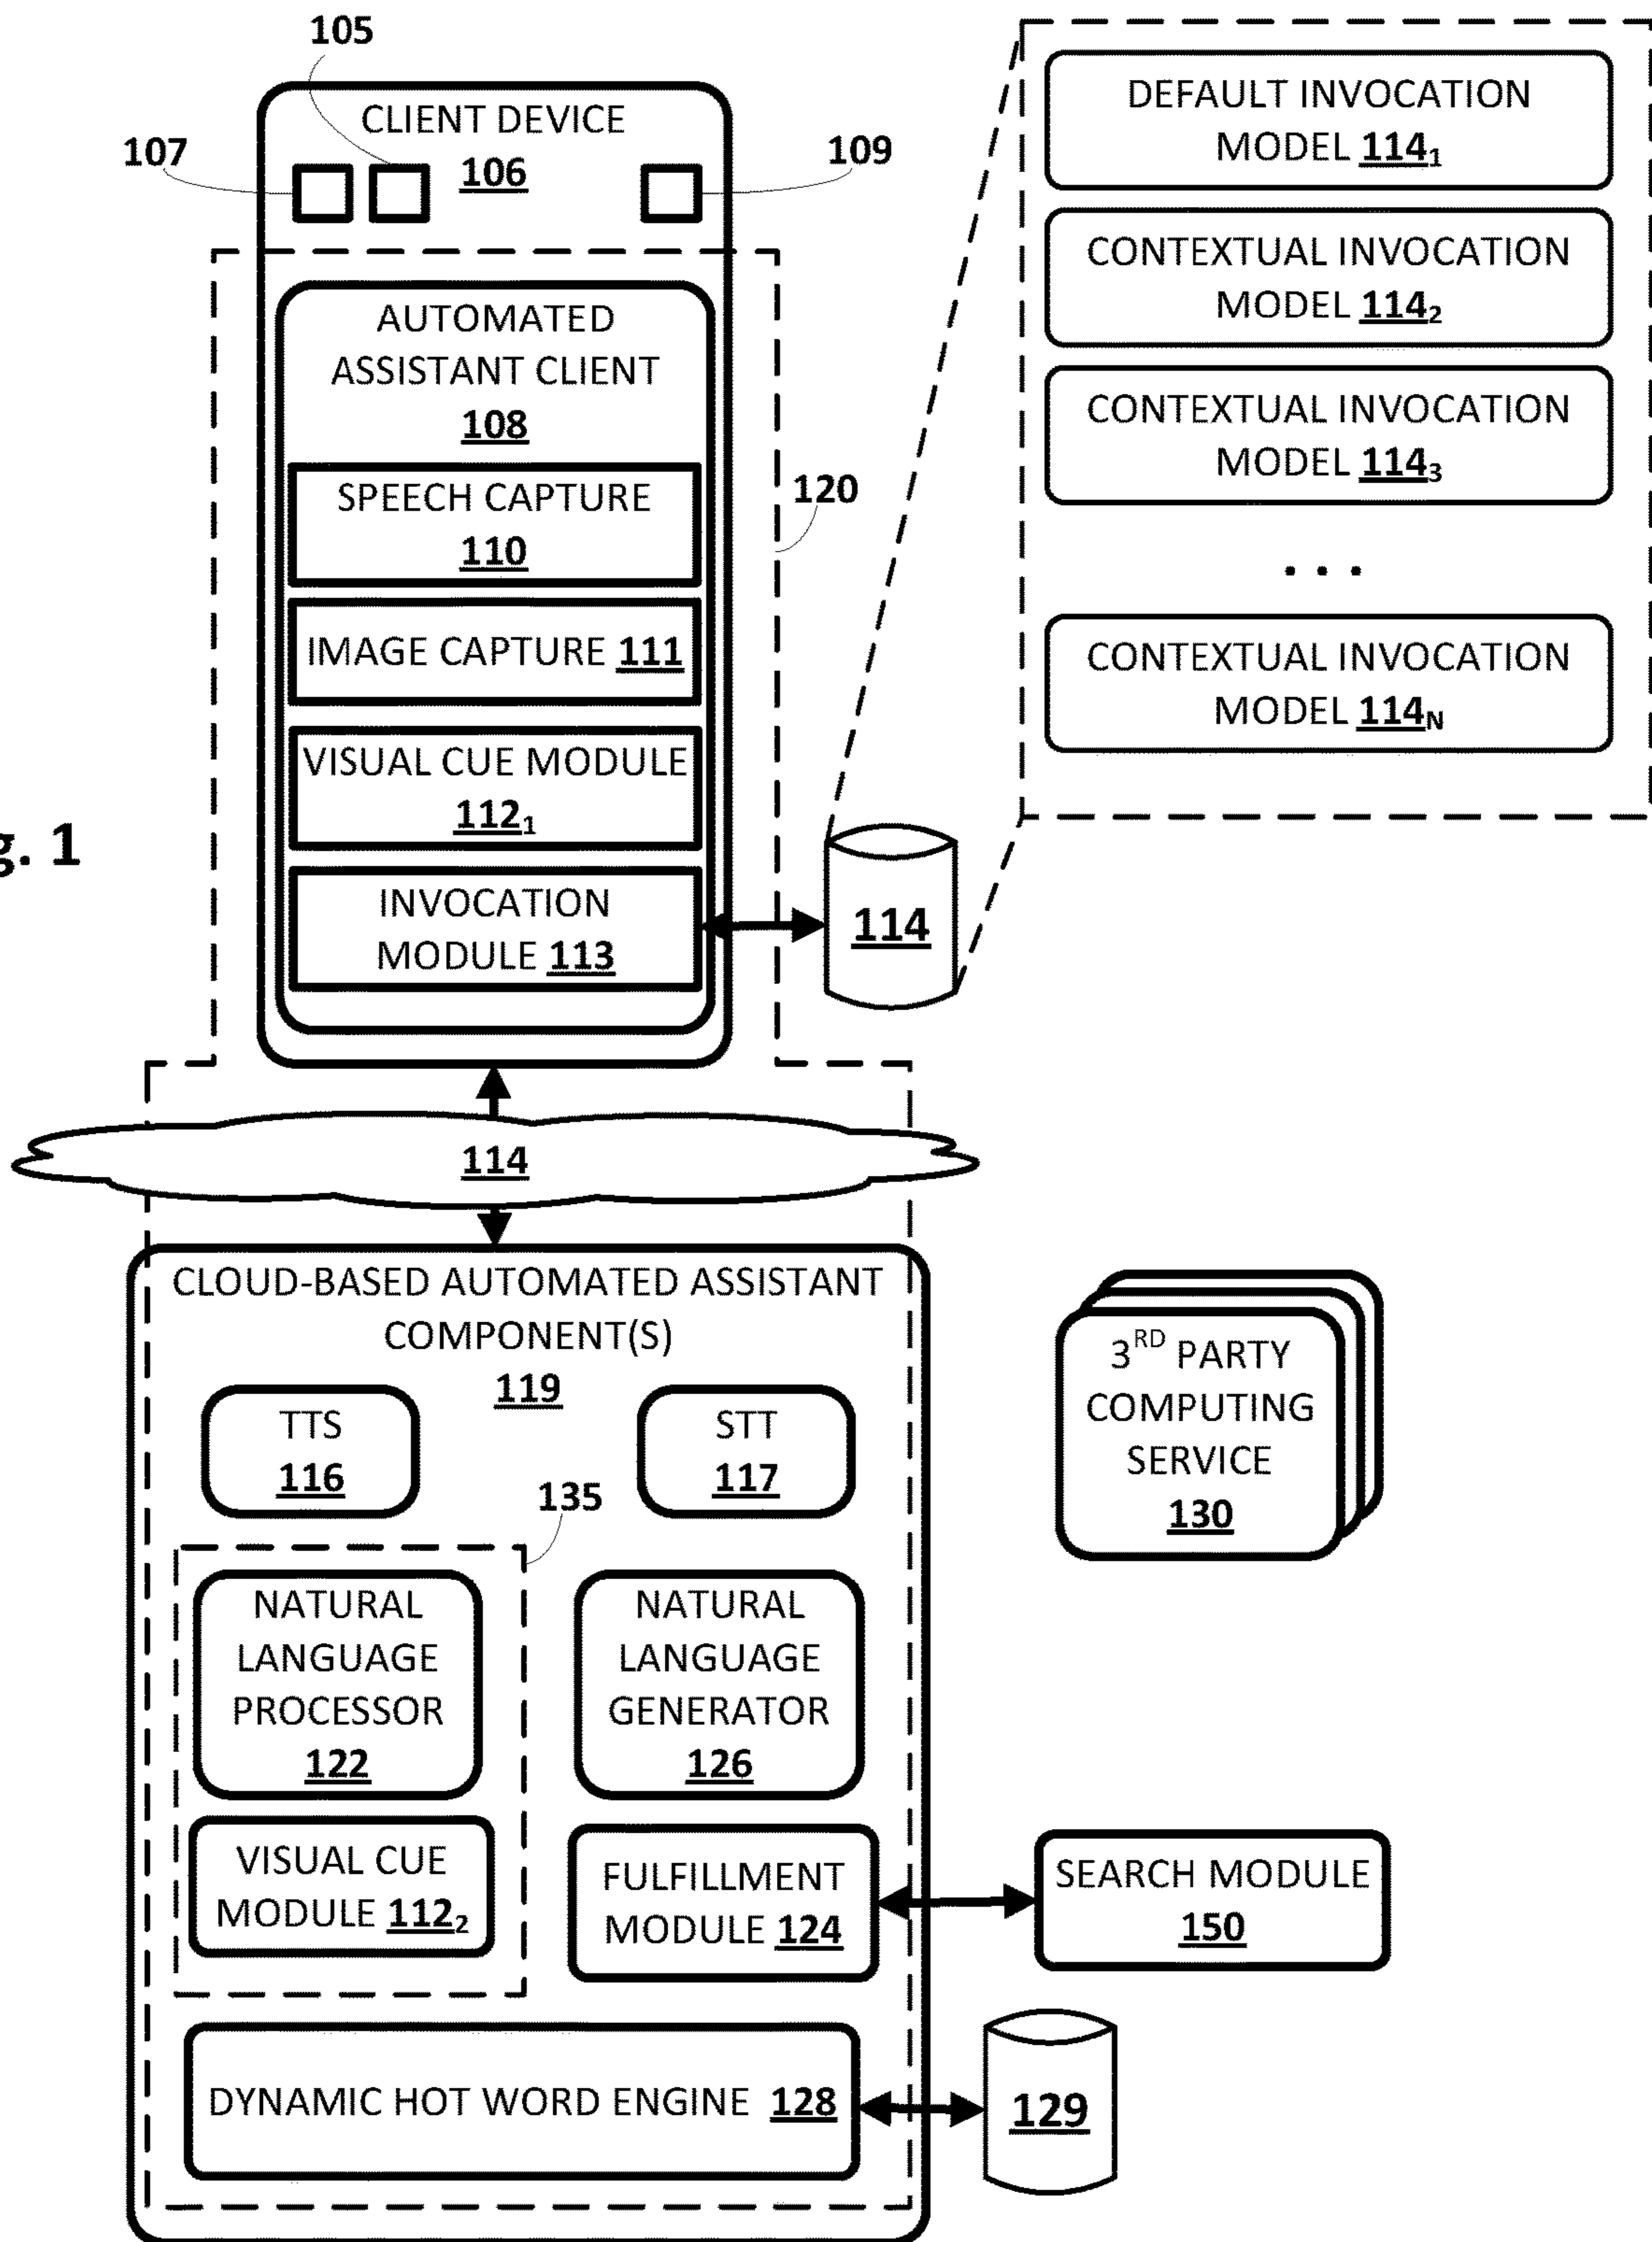 105
CLIENT DEVICE
106
107
109
AUTOMATED
ASSISTANT CLIENT
108
SPEECH CAPTURE
110
120
IMAGE CAPTURE 111
VISUAL CUE MODULE
112₁
g. 1
INVOCATION
MODULE 113
114
DEFAULT INVOCATION
MODEL 114₁
CONTEXTUAL INVOCATION
MODEL 114₂
CONTEXTUAL INVOCATION
MODEL 114₃
. . .
CONTEXTUAL INVOCATION
MODEL 114N
114
CLOUD-BASED AUTOMATED ASSISTANT
COMPONENT(S)
119
TTS
116
STT
117
135
NATURAL
LANGUAGE
PROCESSOR
122
NATURAL
LANGUAGE
GENERATOR
126
VISUAL CUE
MODULE 112₂
FULFILLMENT
MODULE 124
DYNAMIC HOT WORD ENGINE 128
3RD PARTY
COMPUTING
SERVICE
130
SEARCH MODULE
150
129